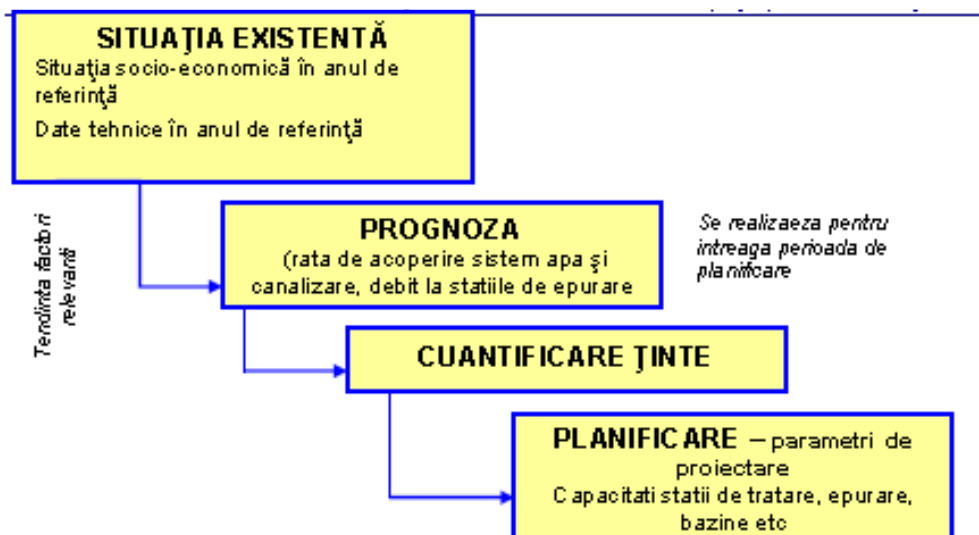 SITUAŢIA EXISTENTĂ
Situaţia socio-economică în anul de
referinţă
Date tehnice în anul de referinţă
Tendiinta factori
relevanti
PROGNOZA
(rata de acoperire sistem apa şi
canalizare, debit la statiile de epurare
Se realizaeza pentru
intreaga perioada de
planificare
CUANTIFICARE ŢINTE
PLANIFICARE – parametri de
proiectare
Capacitati statii de tratare, epurare,
bazine etc